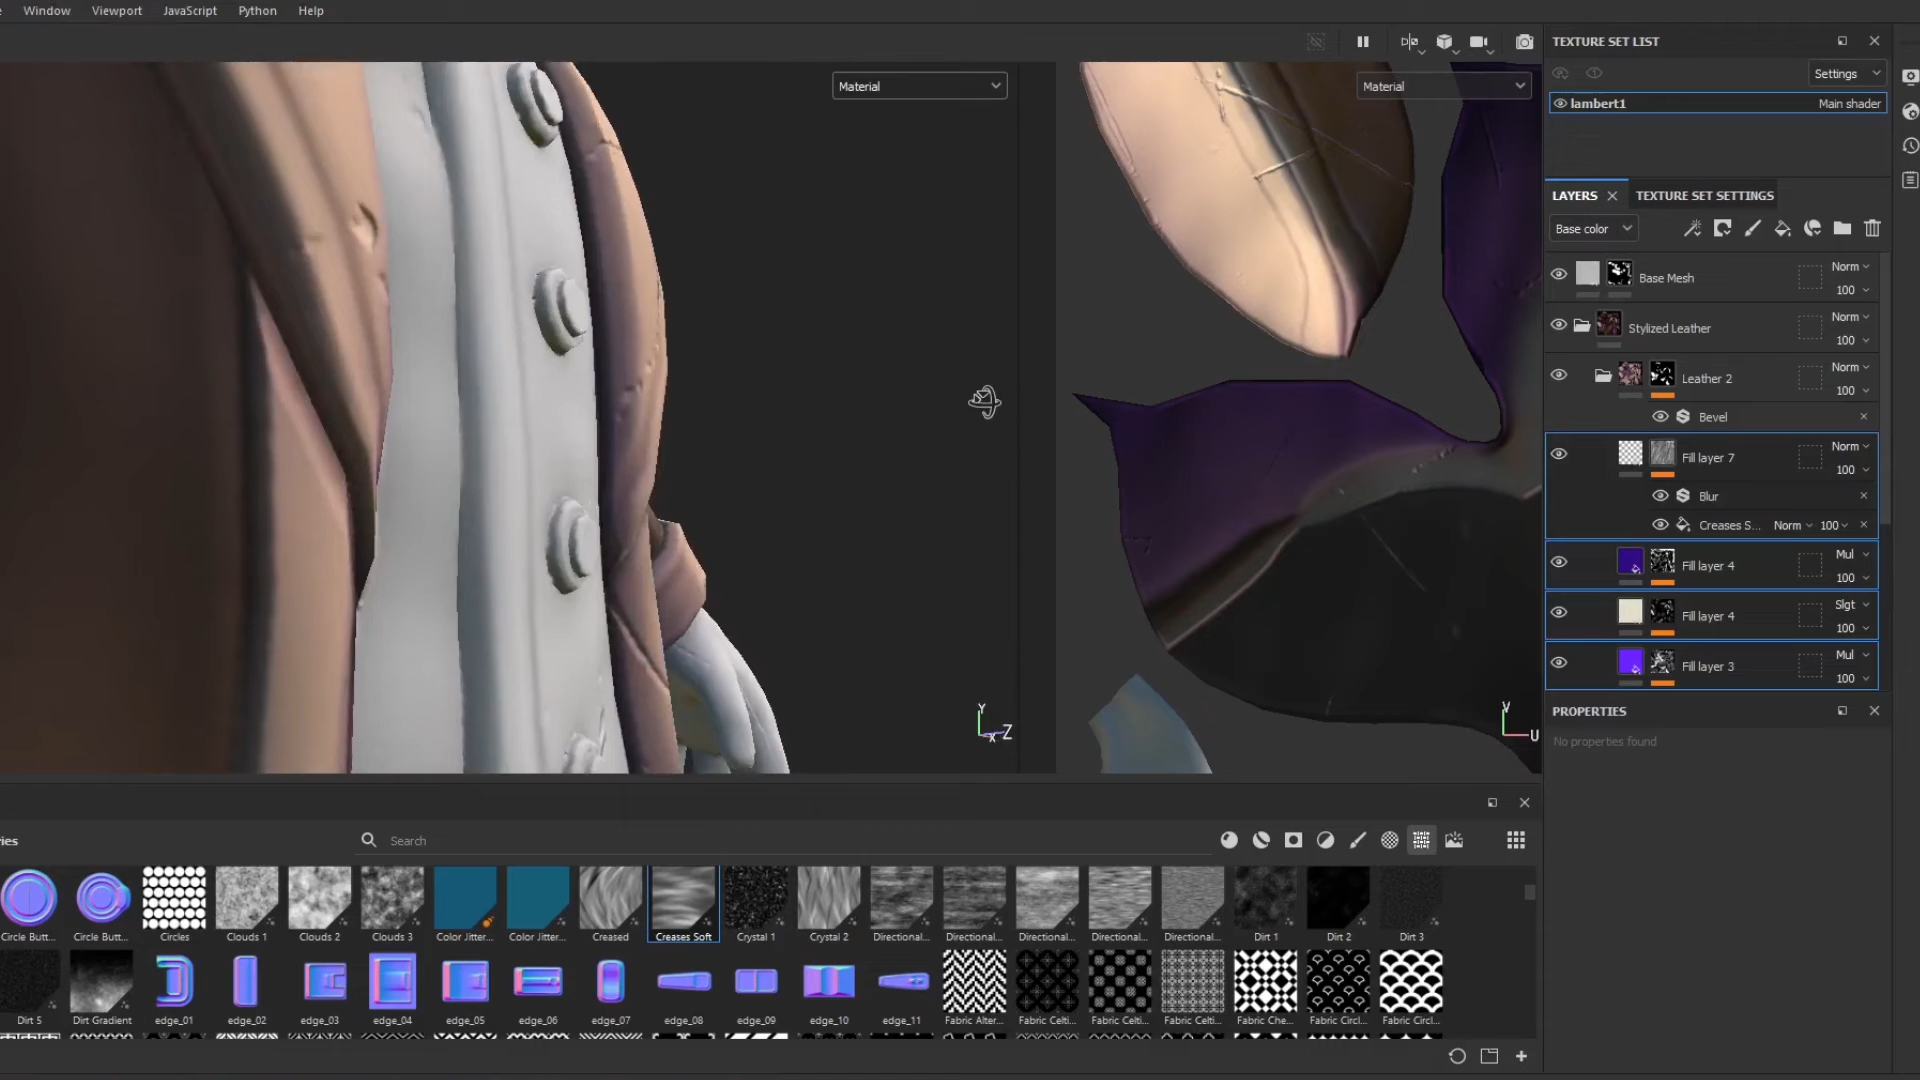 Window Viewport JavaScript Python Help
Material
Material
TEXTURE SET LIST
Settings
lambert1 Main shader
LAYERS TEXTURE SET SETTINGS
Base color
Base Mesh Norm 100
Stylized Leather Norm 100
Leather 2 Norm 100
Bevel
Fill layer 7 Norm 100
Blur
Creases S... Norm 100
Fill layer 4 Mul 100
Fill layer 4 Slgt 100
Fill layer 3 Mul 100
PROPERTIES
No properties found
Y
X Z
V
U
ies Search
Circle Butt... Circle Butt... Circles Clouds 1 Clouds 2 Clouds 3 Color Jitter... Color Jitter... Creased Creases Soft Crystal 1 Crystal 2 Directional... Directional... Directional... Directional... Directional... Dirt 1 Dirt 2 Dirt 3
Dirt 5 Dirt Gradient edge_01 edge_02 edge_03 edge_04 edge_05 edge_06 edge_07 edge_08 edge_09 edge_10 edge_11 Fabric Alter... Fabric Celti... Fabric Celti... Fabric Celti... Fabric Che... Fabric Circl... Fabric Circl...